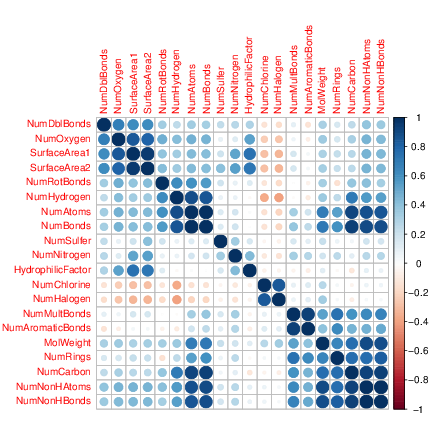 NumDblBonds
NumOxygen
SurfaceArea1
SurfaceArea2
NumRotBonds
NumHydrogen
NumAtoms
NumBonds
NumSulfer
NumNitrogen
HydrophilicFactor
NumChlorine
NumHalogen
NumMultBonds
NumAromaticBonds
MolWeight
NumRings
NumCarbon
NumNonHAtoms
NumNonHBonds
NumDblBonds
NumOxygen
SurfaceArea1
SurfaceArea2
NumRotBonds
NumHydrogen
NumAtoms
NumBonds
NumSulfer
NumNitrogen
HydrophilicFactor
NumChlorine
NumHalogen
NumMultBonds
NumAromaticBonds
MolWeight
NumRings
NumCarbon
NumNonHAtoms
NumNonHBonds
1
0.8
0.6
0.4
0.2
0
−0.2
−0.4
−0.6
−0.8
−1